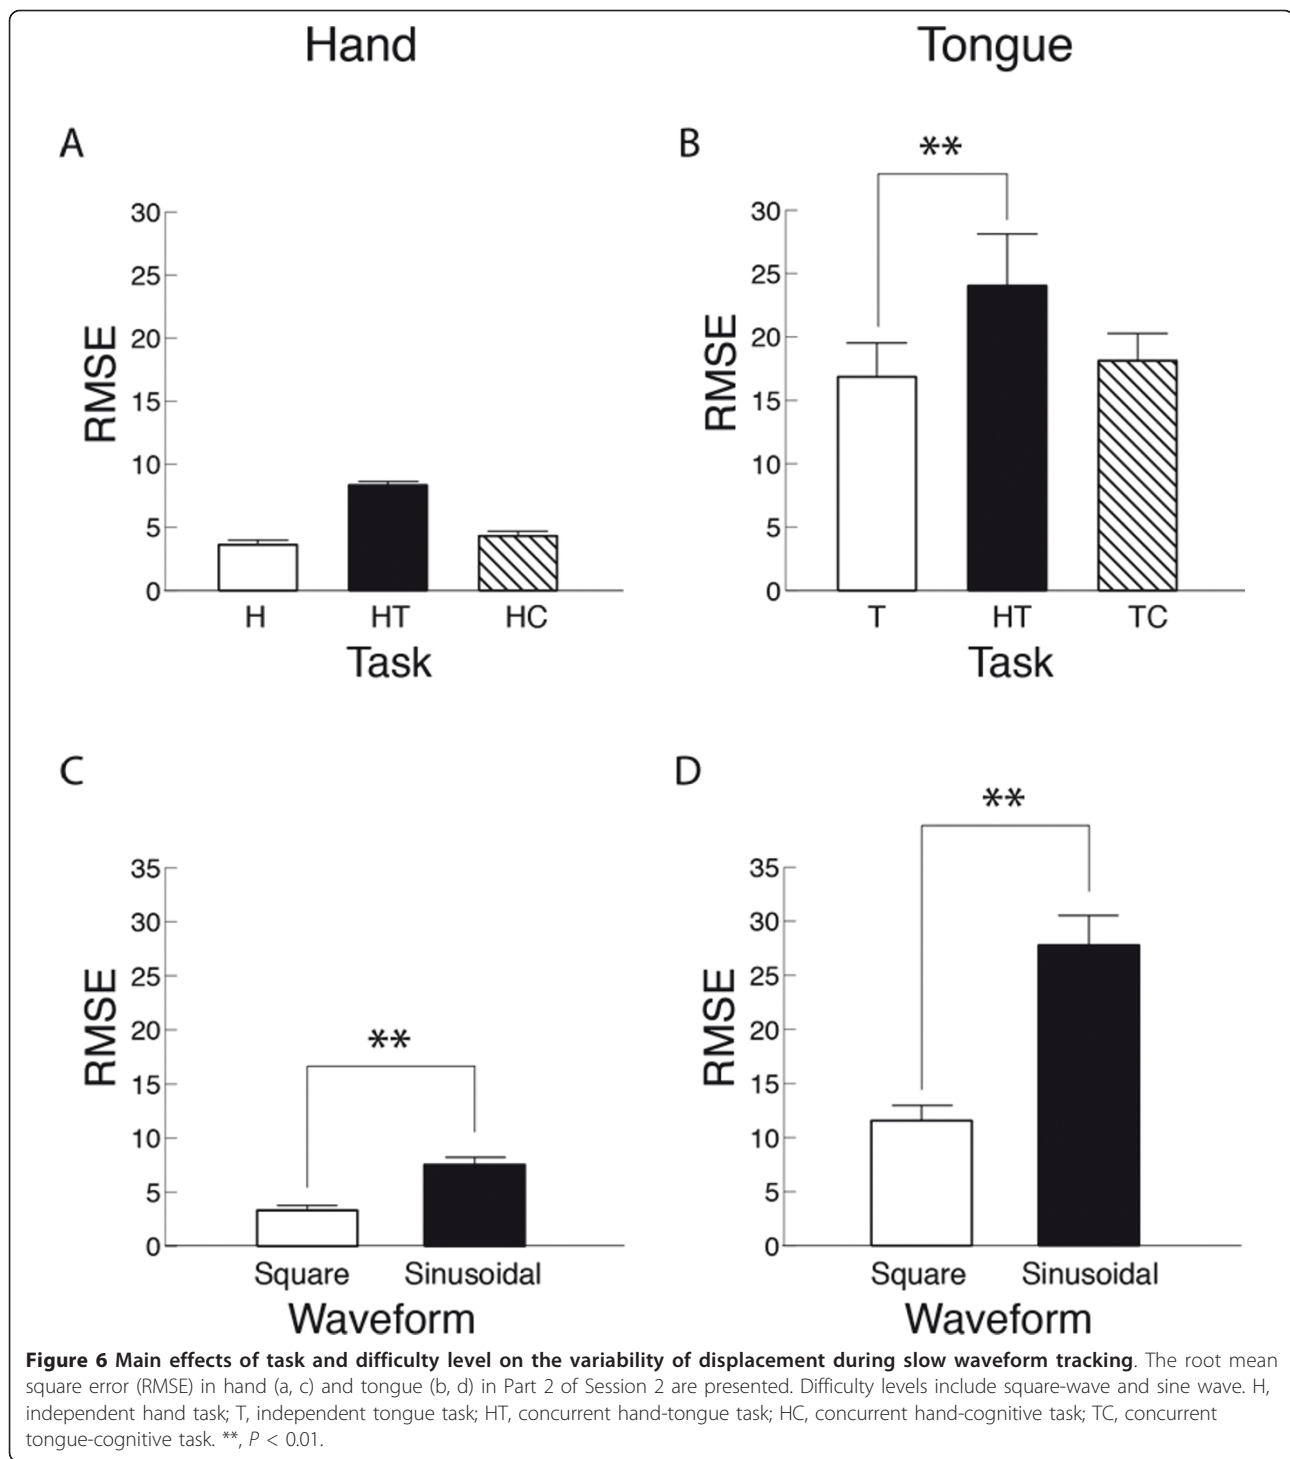 Hand
Tongue
A
RMSE
30
25
20
15
10
5
0
H HT HC
Task
B
**
RMSE
30
25
20
15
10
5
0
T HT TC
Task
C
**
RMSE
35
30
25
20
15
10
5
0
Square Sinusoidal
Waveform
D
**
RMSE
35
30
25
20
15
10
5
0
Square Sinusoidal
Waveform
Figure 6 Main effects of task and difficulty level on the variability of displacement during slow waveform tracking. The root mean
square error (RMSE) in hand (a, c) and tongue (b, d) in Part 2 of Session 2 are presented. Difficulty levels include square-wave and sine wave. H,
independent hand task; T, independent tongue task; HT, concurrent hand-tongue task; HC, concurrent hand-cognitive task; TC, concurrent
tongue-cognitive task. **, P < 0.01.